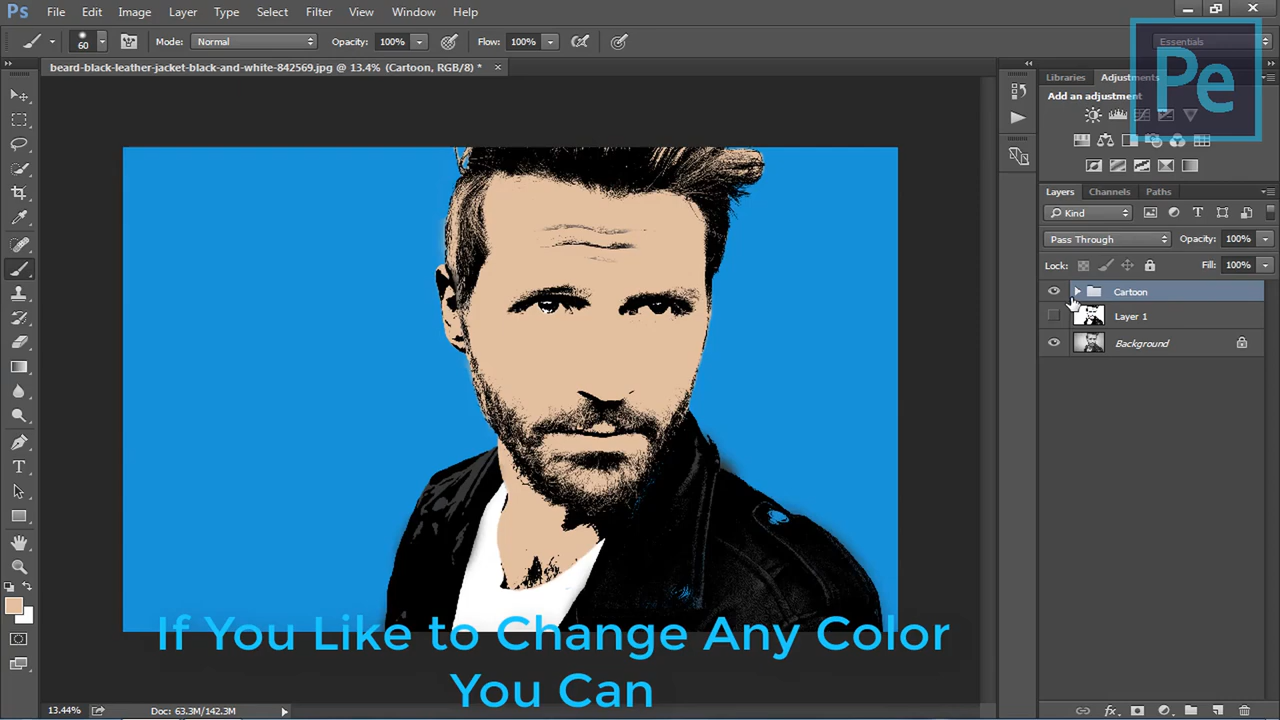 Ps File Edit Image Layer Type Select Filter View Window Help
60 Mode: Normal Opacity: 100% Flow: 100% Essentials
beard-black-leather-jacket-black-and-white-842569.jpg @ 13.4% (Cartoon, RGB/8) * ×
Pe
Libraries Adjustments
Add an adjustment
Layers Channels Paths
Kind
Pass Through Opacity: 100%
Lock: Fill: 100%
Cartoon
Layer 1
Background
If You Like to Change Any Color
You Can
13.44% Doc: 63.3M/142.3M